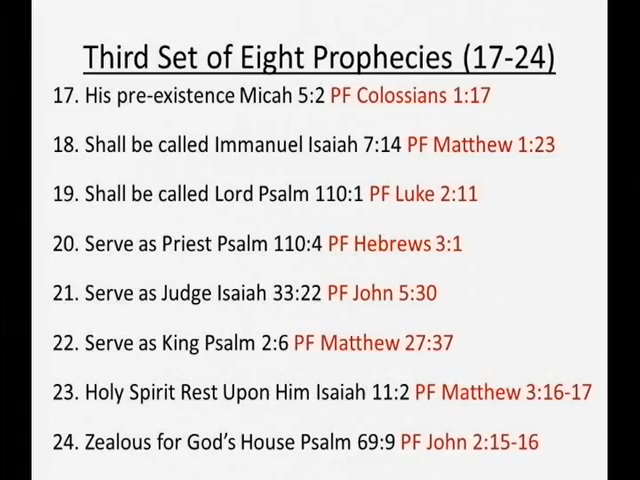 Third Set of Eight Prophecies (17-24)
17. His pre-existence Micah 5:2 PF Colossians 1:17
18. Shall be called Immanuel Isaiah 7:14 PF Matthew 1:23
19. Shall be called Lord Psalm 110:1 PF Luke 2:11
20. Serve as Priest Psalm 110:4 PF Hebrews 3:1
21. Serve as Judge Isaiah 33:22 PF John 5:30
22. Serve as King Psalm 2:6 PF Matthew 27:37
23. Holy Spirit Rest Upon Him Isaiah 11:2 PF Matthew 3:16-17
24. Zealous for God's House Psalm 69:9 PF John 2:15-16